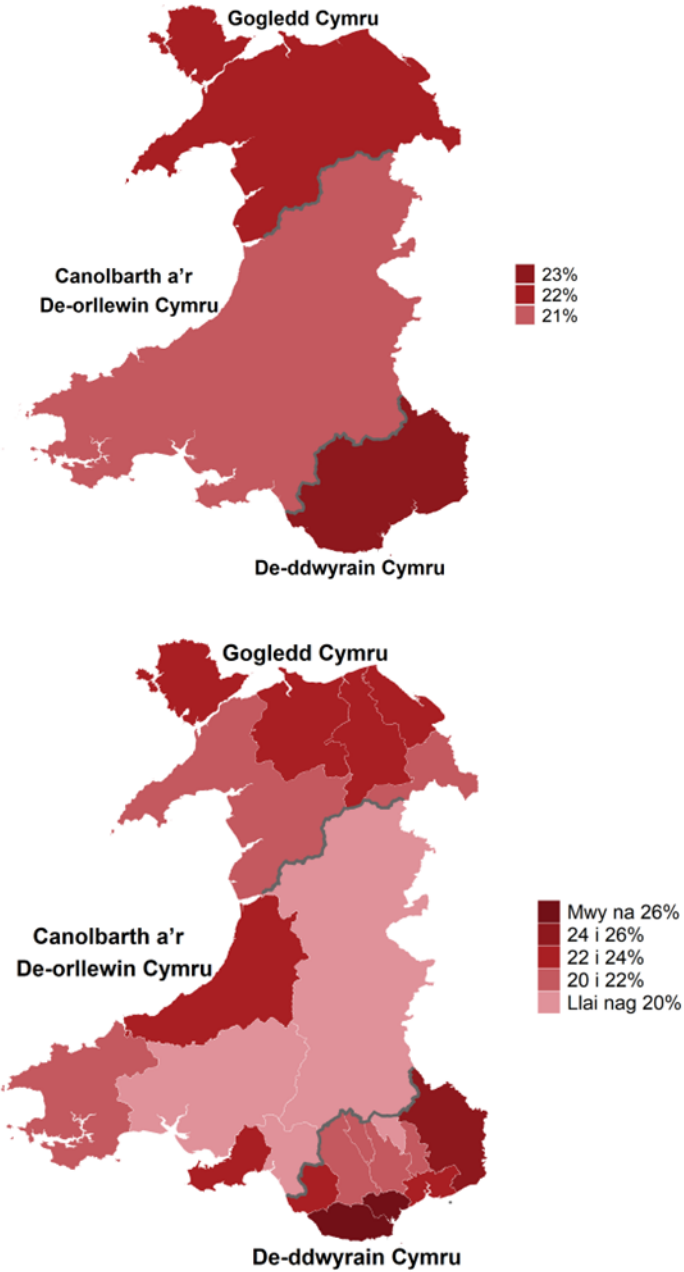 Gogledd Cymru
Canolbarth a'r
De-orllewin Cymru
23%
22%
21%
De-ddwyrain Cymru
Gogledd Cymru
Canolbarth a'r
De-orllewin Cymru
Mwy na 26%
24 i 26%
22 i 24%
20 i 22%
Llai nag 20%
De-ddwyrain Cymru